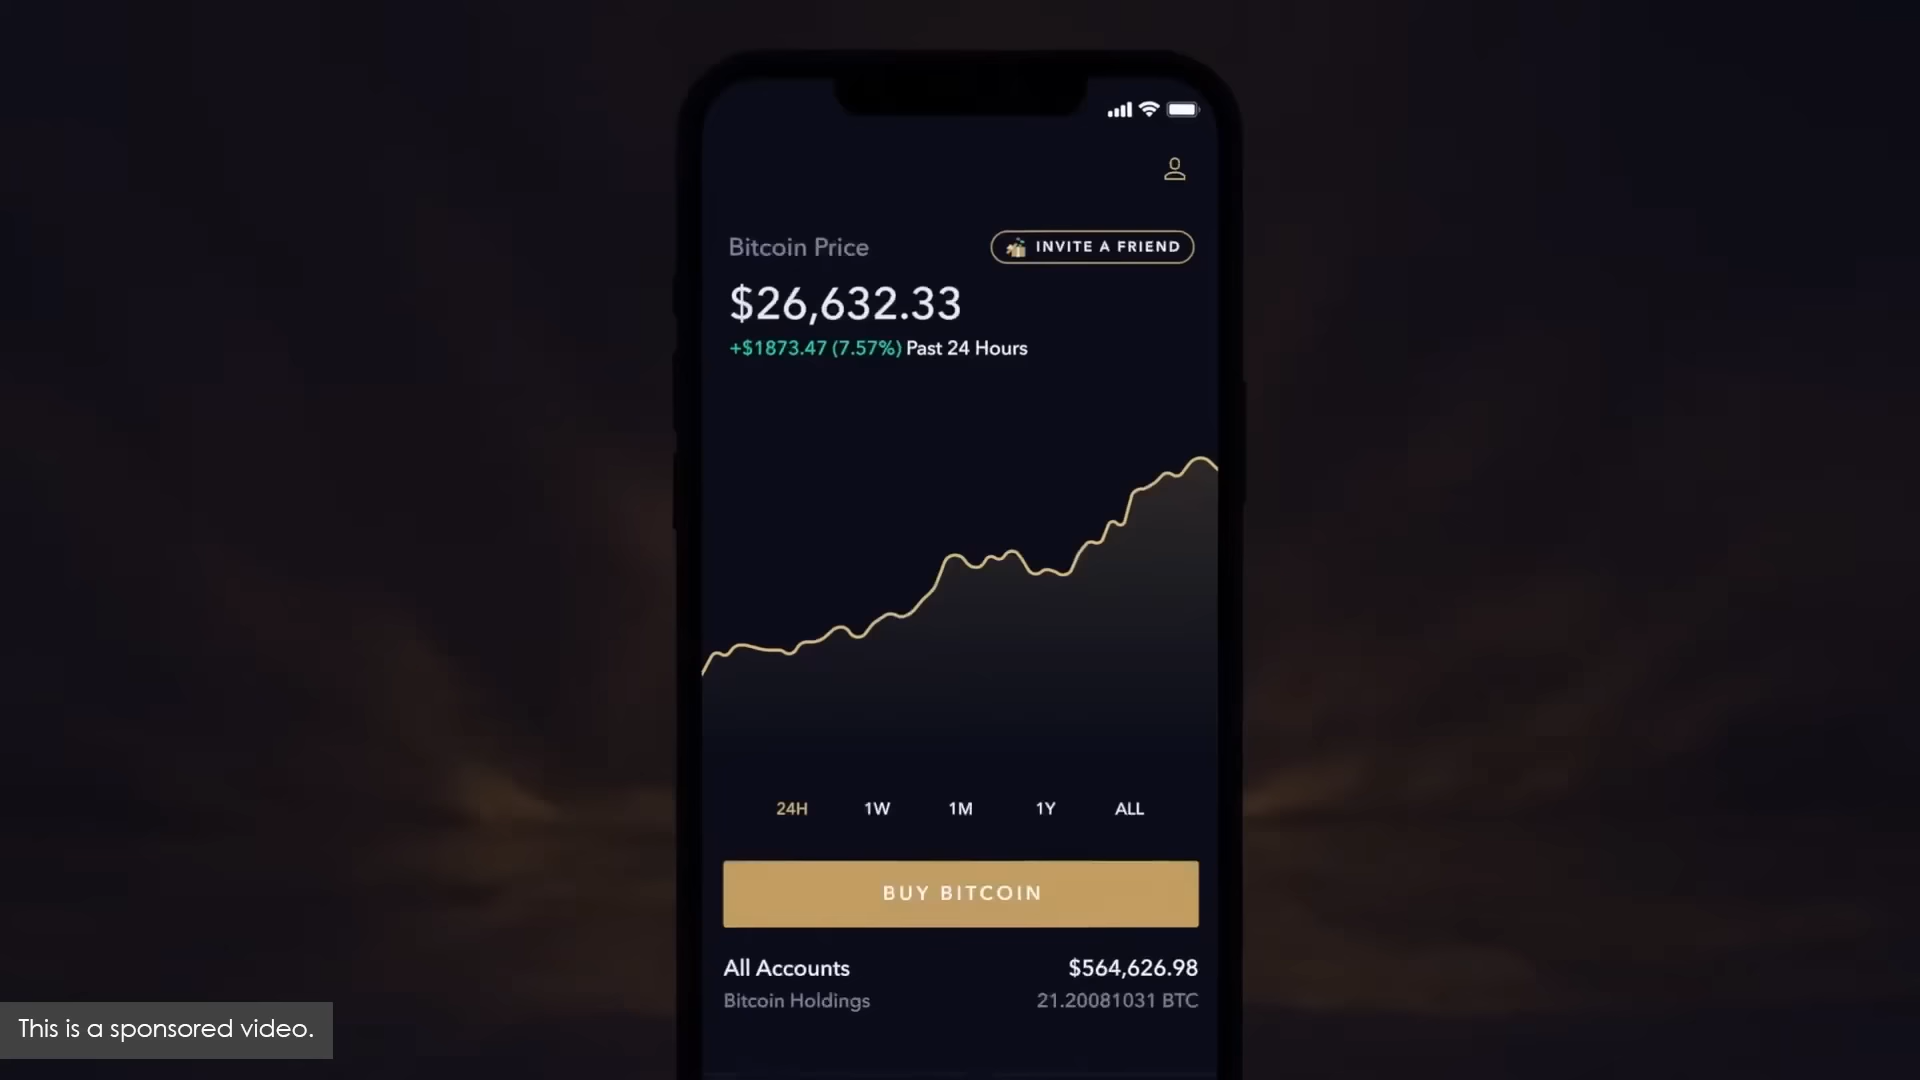 Bitcoin Price
INVITE A FRIEND
$26,632.33
+$1873.47 (7.57%) Past 24 Hours
24H 1W 1M 1Y ALL
BUY BITCOIN
All Accounts $564,626.98
Bitcoin Holdings 21.20081031 BTC
This is a sponsored video.